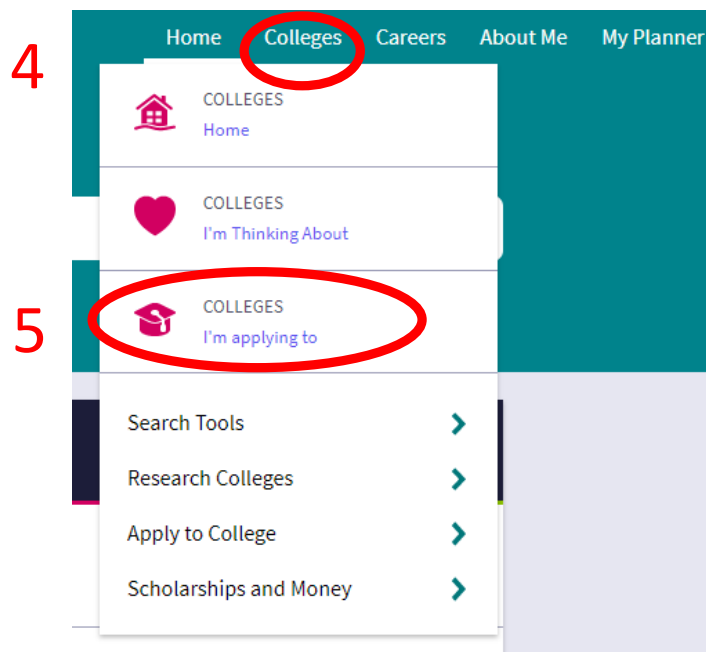 4
Home Colleges Careers About Me My Planner
COLLEGES
Home
COLLEGES
I'm Thinking About
5
COLLEGES
I'm applying to
Search Tools
Research Colleges
Apply to College
Scholarships and Money